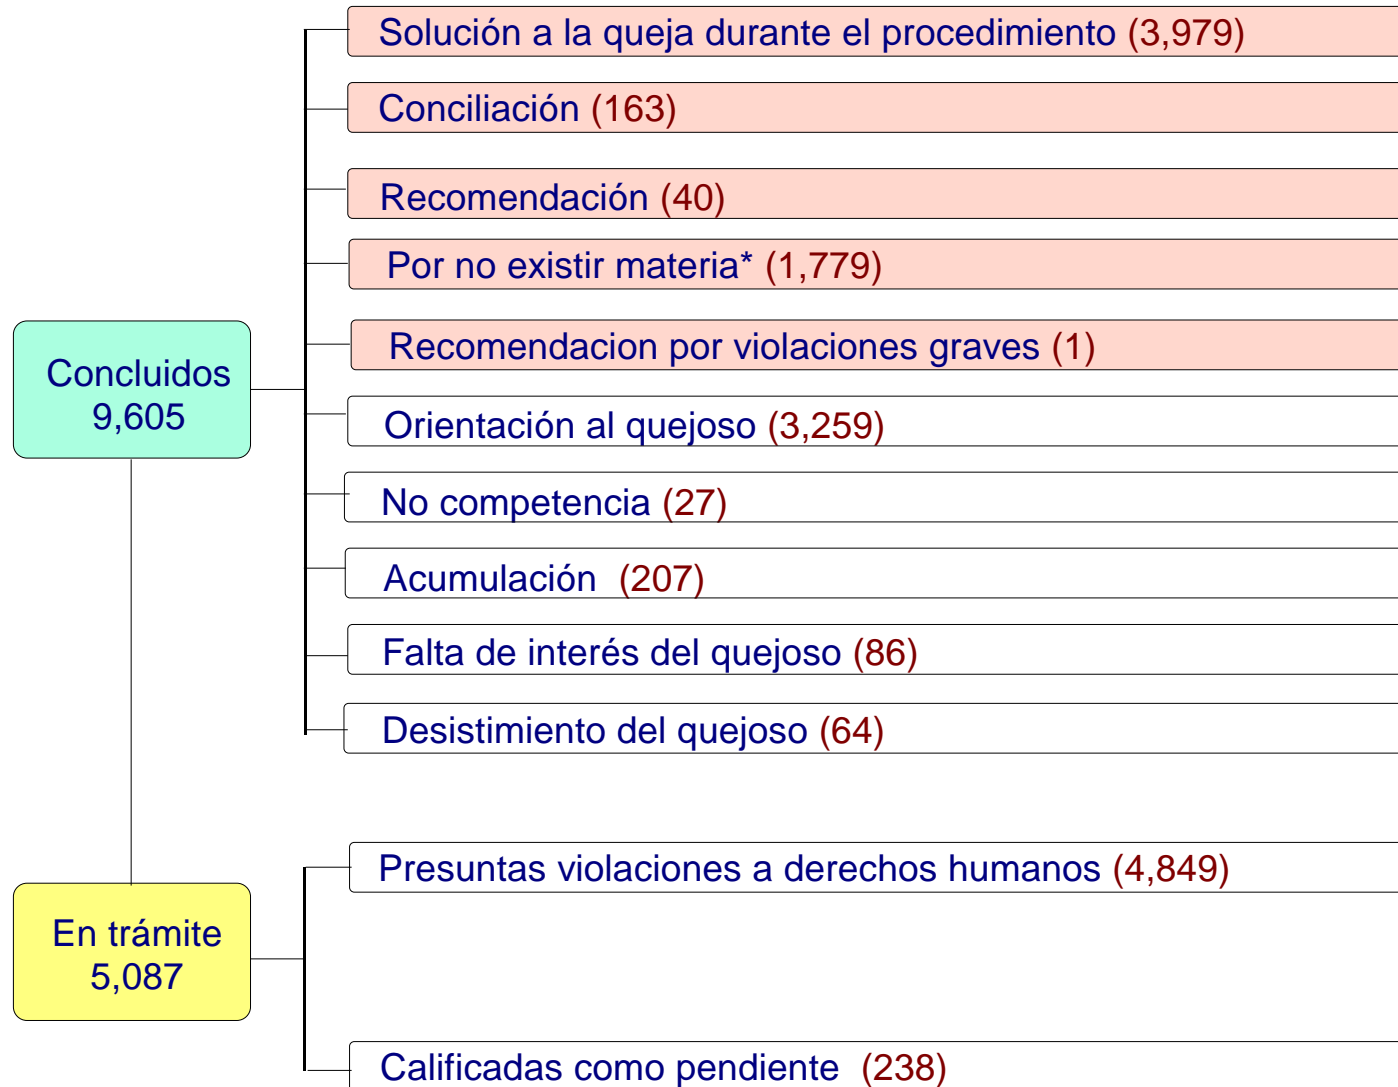 Solución a la queja durante el procedimiento (3,979)
Conciliación (163)
Recomendación (40)
Por no existir materia* (1,779)
Recomendacion por violaciones graves (1)
Concluidos
9,605
Orientación al quejoso (3,259)
No competencia (27)
Acumulación (207)
Falta de interés del quejoso (86)
Desistimiento del quejoso (64)
Presuntas violaciones a derechos humanos (4,849)
En trámite
5,087
Calificadas como pendiente (238)